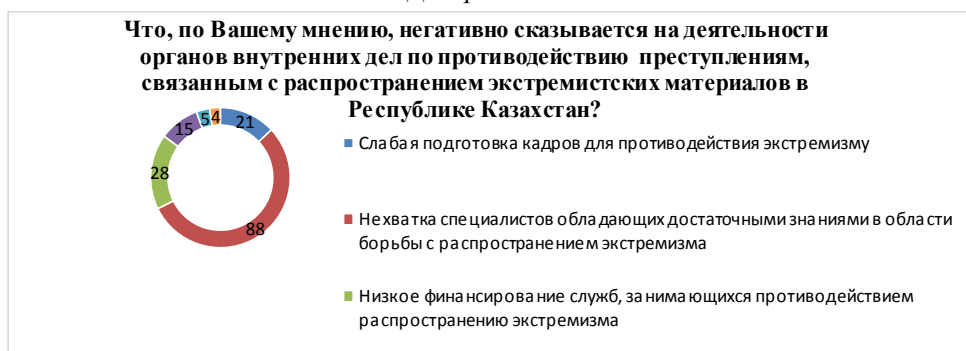 Что, по Вашему мнению, негативно сказывается на деятельности
органов внутренних дел по противодействию преступлениям,
связанным с распространением экстремистских материалов в
Республике Казахстан?
15
5
4
21
28
88
Слабая подготовка кадров для противодействия экстремизму
Нехватка специалистов обладающих достаточными знаниями в области
борьбы с распространением экстремизма
Низкое финансирование служб, занимающихся противодействием
распространению экстремизма